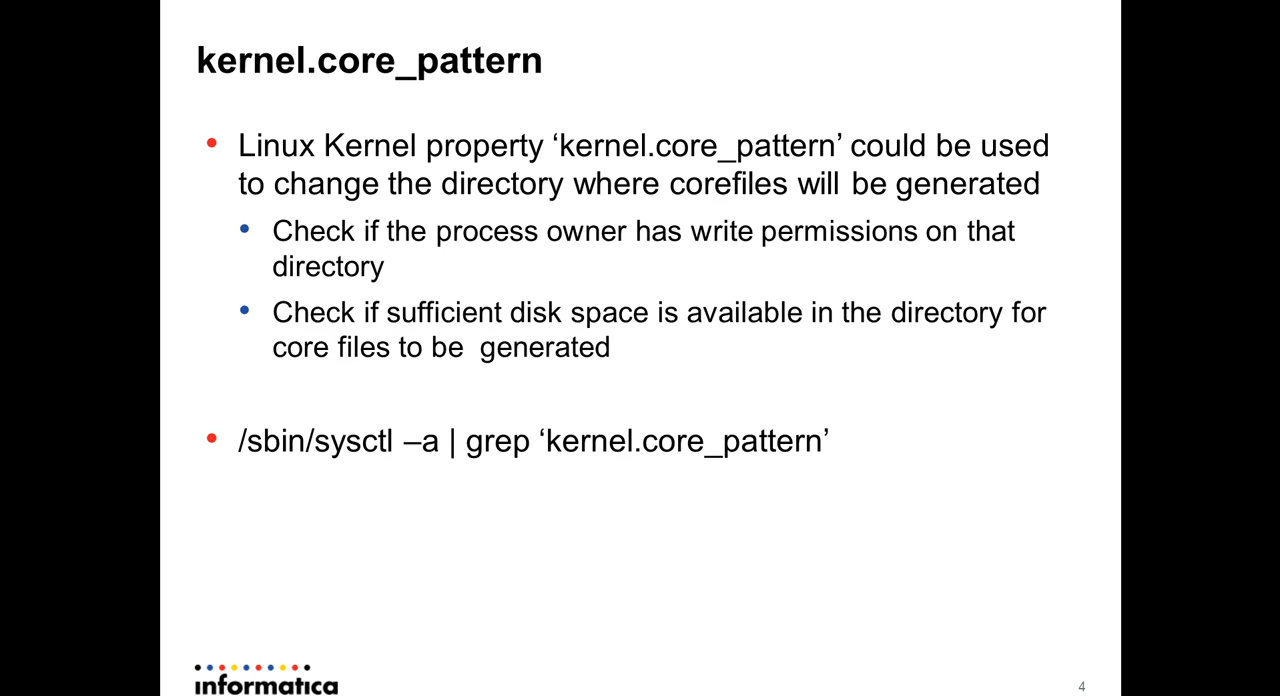 kernel.core_pattern
• Linux Kernel property ‘kernel.core_pattern’ could be used
to change the directory where corefiles will be generated
• Check if the process owner has write permissions on that
directory
• Check if sufficient disk space is available in the directory for
core files to be  generated
• /sbin/sysctl –a | grep ‘kernel.core_pattern’
informatica
4